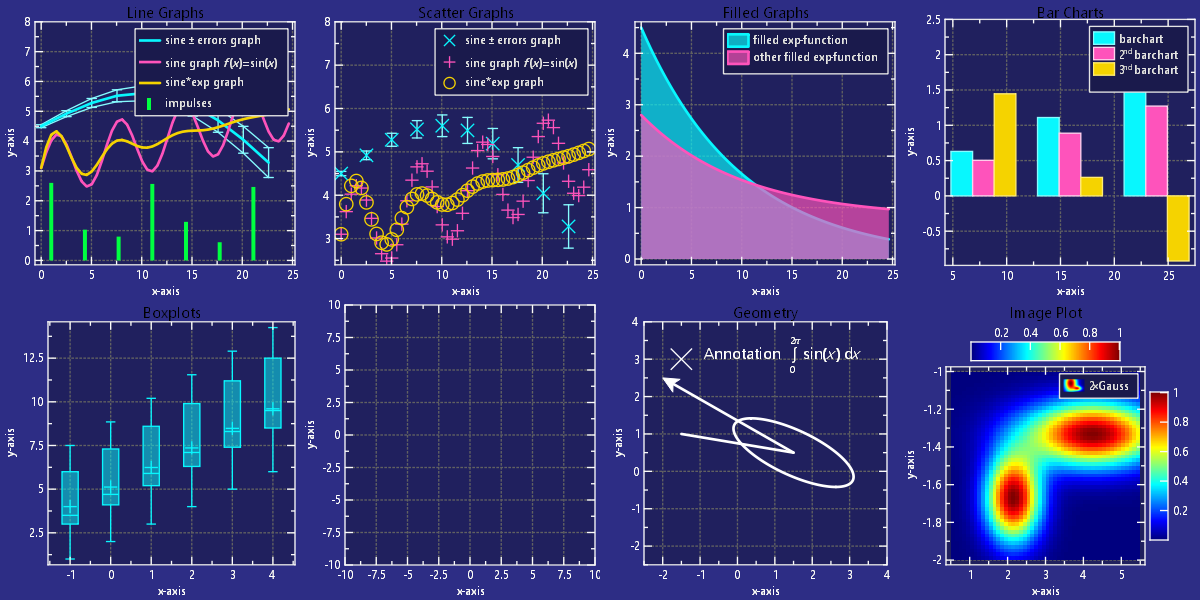 Line Graphs
sine ± errors graph
sine graph f(x)=sin(x)
sine*exp graph
impulses
y-axis
8
7
6
5
4
3
2
1
0
0 5 10 15 20 25
x-axis
Scatter Graphs
sine ± errors graph
sine graph f(x)=sin(x)
sine*exp graph
y-axis
8
7
6
5
4
3
0 5 10 15 20 25
x-axis
Filled Graphs
filled exp-function
other filled exp-function
y-axis
4
3
2
1
0
0 5 10 15 20 25
x-axis
Bar Charts
barchart
2nd barchart
3rd barchart
y-axis
2.5
2
1.5
1
0.5
0
-0.5
5 10 15 20 25
x-axis
Boxplots
y-axis
12.5
10
7.5
5
2.5
-1 0 1 2 3 4
x-axis
y-axis
10
7.5
5
2.5
0
-2.5
-5
-7.5
-10
-10 -7.5 -5 -2.5 0 2.5 5 7.5 10
x-axis
Geometry
Annotation ∫02π sin(x) dx
y-axis
4
3
2
1
0
-1
-2
-2 -1 0 1 2 3 4
x-axis
Image Plot
0.2 0.4 0.6 0.8 1
2×Gauss
y-axis
-1
-1.2
-1.4
-1.6
-1.8
-2
1 2 3 4 5
x-axis
1
0.8
0.6
0.4
0.2